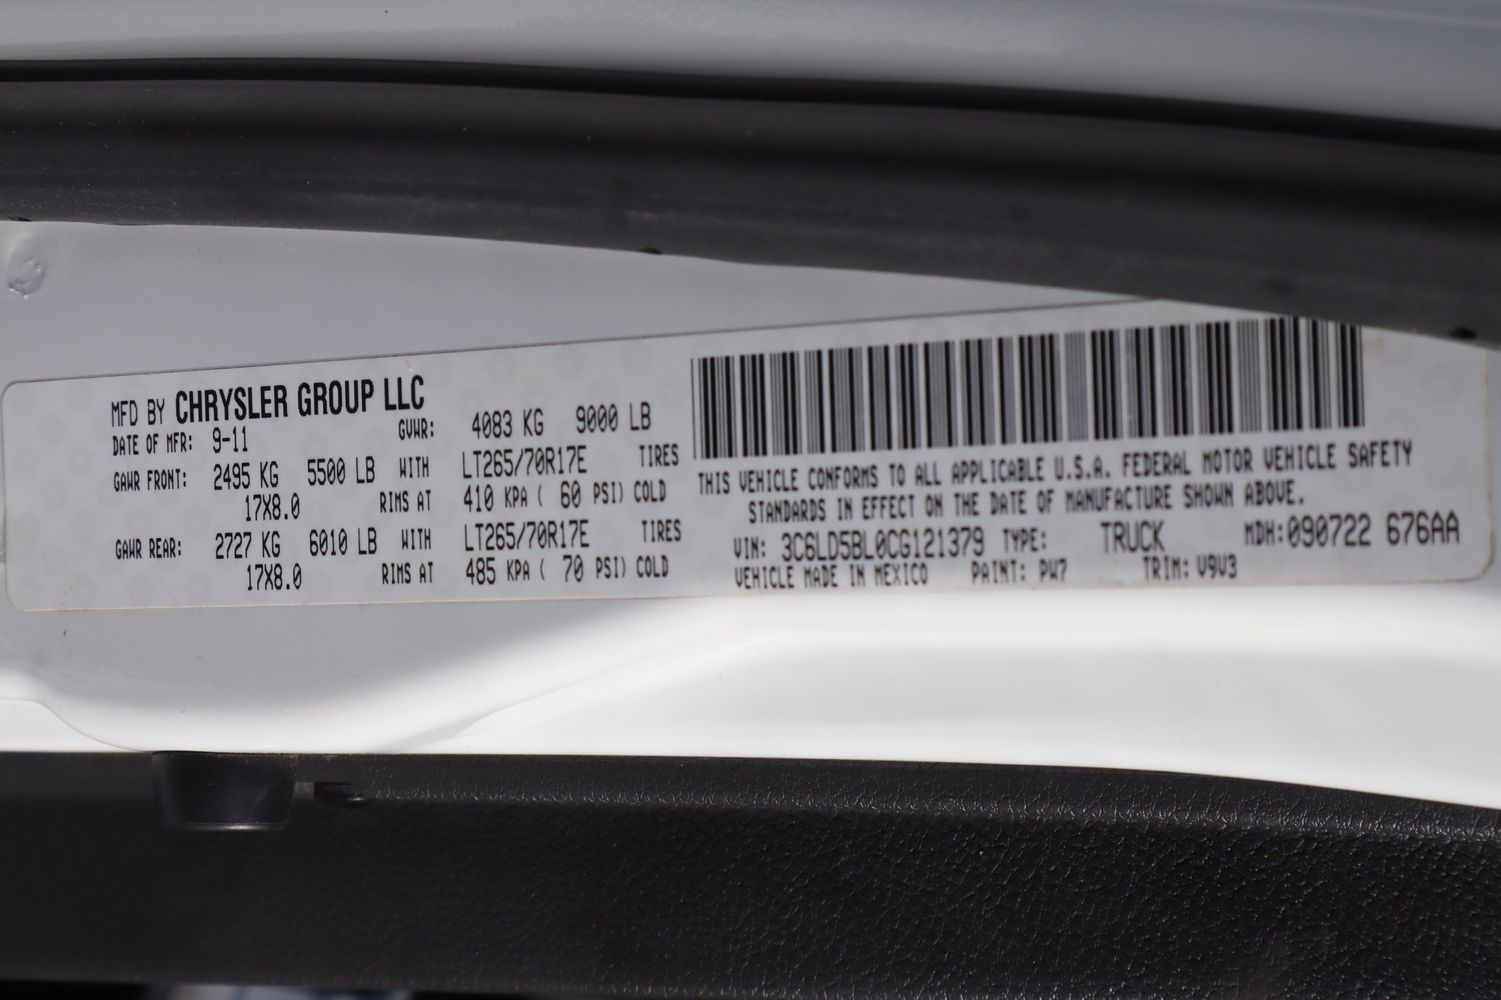 MFD BY CHRYSLER GROUP LLC
DATE OF MFR: 9-11 GVWR: 4083 KG 9000 LB
GAWR FRONT: 2495 KG 5500 LB WITH LT265/70R17E TIRES
17X8.0 RIMS AT 410 KPA ( 60 PSI) COLD
GAWR REAR: 2727 KG 6010 LB WITH LT265/70R17E TIRES
17X8.0 RIMS AT 485 KPA ( 70 PSI) COLD
THIS VEHICLE CONFORMS TO ALL APPLICABLE U.S.A. FEDERAL MOTOR VEHICLE SAFETY
STANDARDS IN EFFECT ON THE DATE OF MANUFACTURE SHOWN ABOVE.
VIN: 3C6LD5BL0CG121379 TYPE: TRUCK MDH:090722 676AA
VEHICLE MADE IN MEXICO PAINT: PW7 TRIM: V9V3